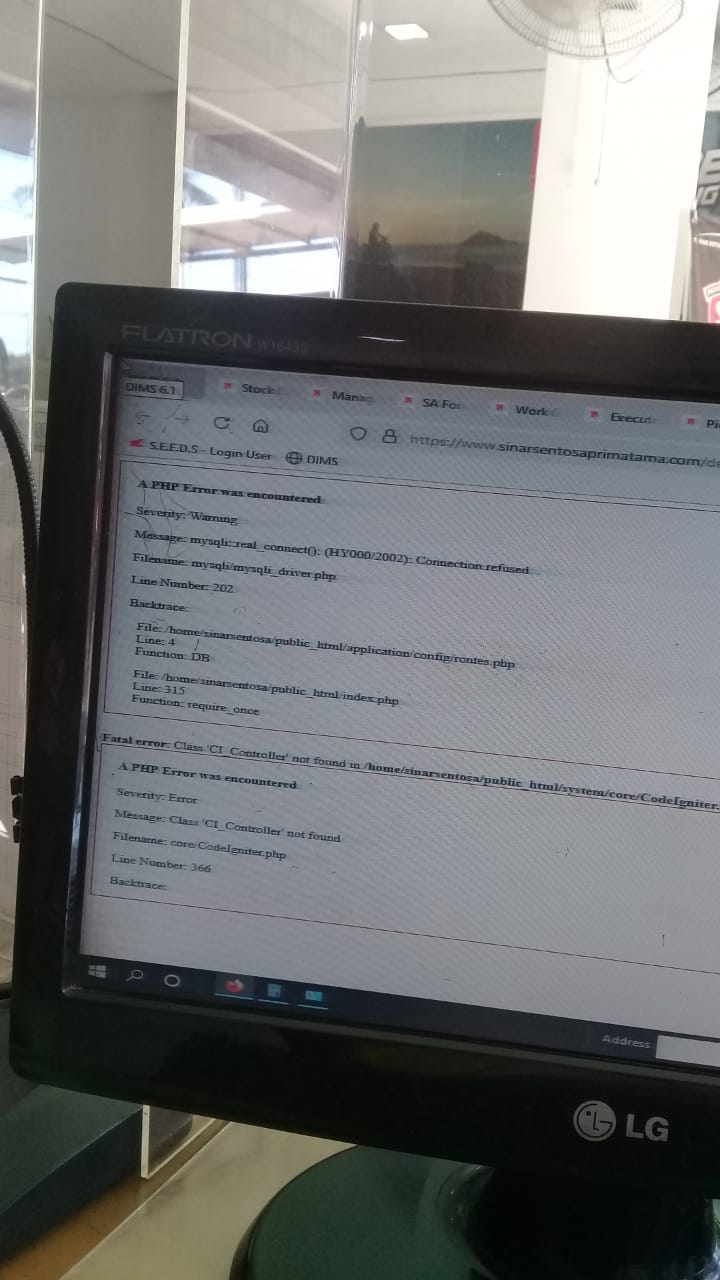 FLATRON W1643S
DIMS 6.1
Stock
Manag
SA For
Work
Execut
Pi
https://www.sinarsentosaprimatama.com/de
S.E.F.D.S - Login User
DIMS
A PHP Error was encountered
Severity: Warning
Message: mysqli::real_connect(): (HY000/2002): Connection refused
Filename: mysqli/mysqli_driver.php
Line Number: 202
Backtrace:
File: /home/sinarsentosa/public_html/application/config/routes.php
Line: 4
Function: DB
File: /home/sinarsentosa/public_html/index.php
Line: 315
Function: require_once
Fatal error: Class 'CI_Controller' not found in /home/sinarsentosa/public_html/system/core/CodeIgniter.
A PHP Error was encountered
Severity: Error
Message: Class 'CI_Controller' not found
Filename: core/CodeIgniter.php
Line Number: 366
Backtrace:
Address
LG